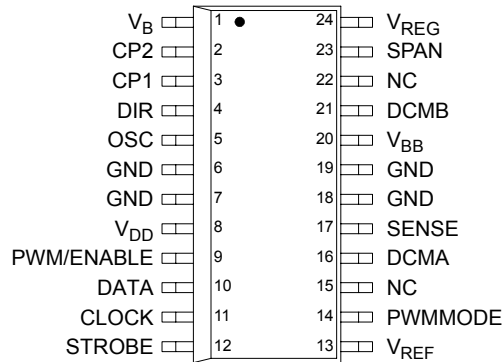 V_B 1 24 V_REG
CP2 2 23 SPAN
CP1 3 22 NC
DIR 4 21 DCMB
OSC 5 20 V_BB
GND 6 19 GND
GND 7 18 GND
V_DD 8 17 SENSE
PWM/ENABLE 9 16 DCMA
DATA 10 15 NC
CLOCK 11 14 PWMMODE
STROBE 12 13 V_REF